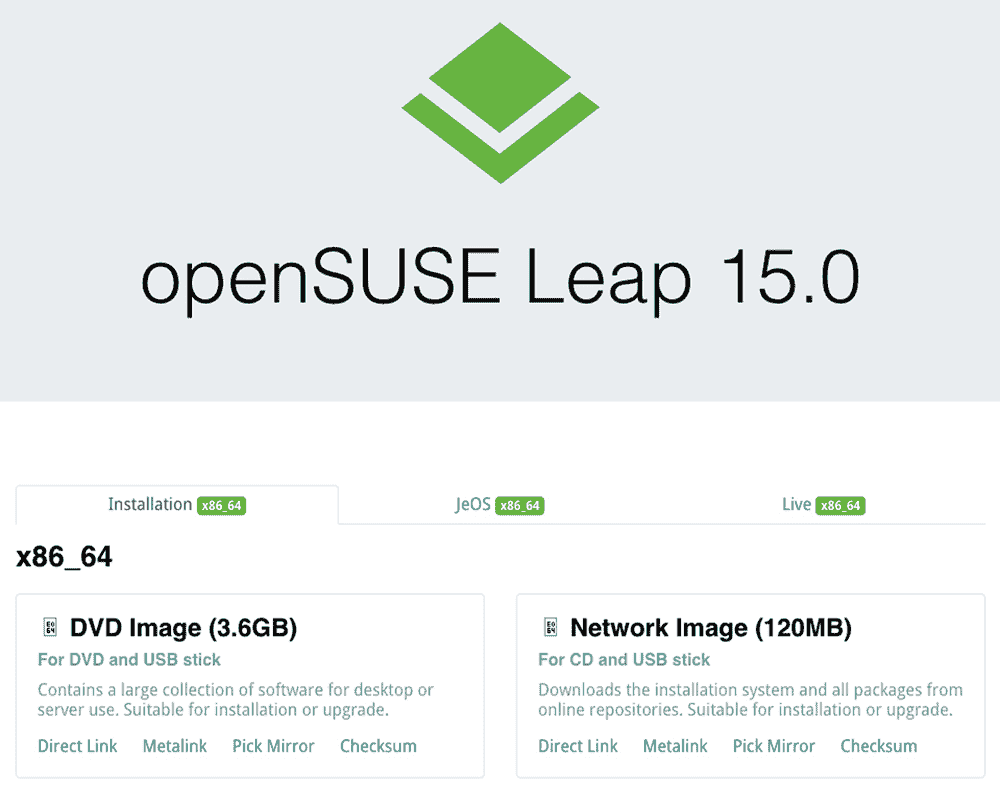 openSUSE Leap 15.0
Installation x86_64
JeOS x86_64
Live x86_64
x86_64
DVD Image (3.6GB)
For DVD and USB stick
Contains a large collection of software for desktop or
server use. Suitable for installation or upgrade.
Direct Link Metalink Pick Mirror Checksum
Network Image (120MB)
For CD and USB stick
Downloads the installation system and all packages from
online repositories. Suitable for installation or upgrade.
Direct Link Metalink Pick Mirror Checksum